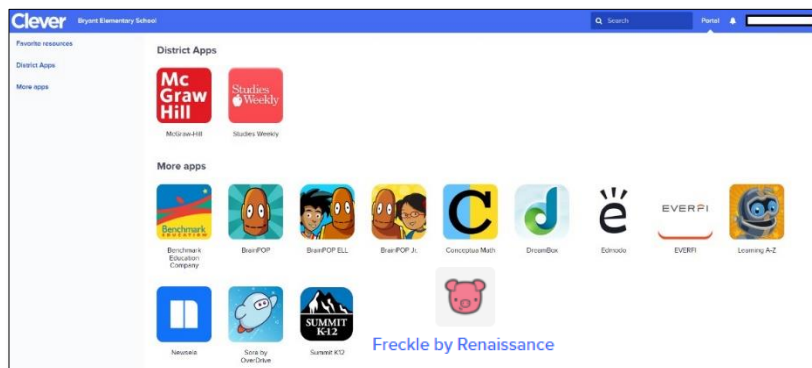 Clever Bryant Elementary School Search Portal
Favorite resources
District Apps
More apps
District Apps
Mc
Graw
Hill
Studies
Weekly
McGraw-Hill Studies Weekly
More apps
Benchmark
EDUCATION
C
d
ë
EVERFI
Benchmark
Education
Company
BrainPOP
BrainPOP ELL
BrainPOP Jr.
Conceptua Math
DreamBox
Edmodo
EVERFI
Learning A-Z
SUMMIT
K-12
Newsela
Sora by
OverDrive
Summit K12
Freckle by Renaissance